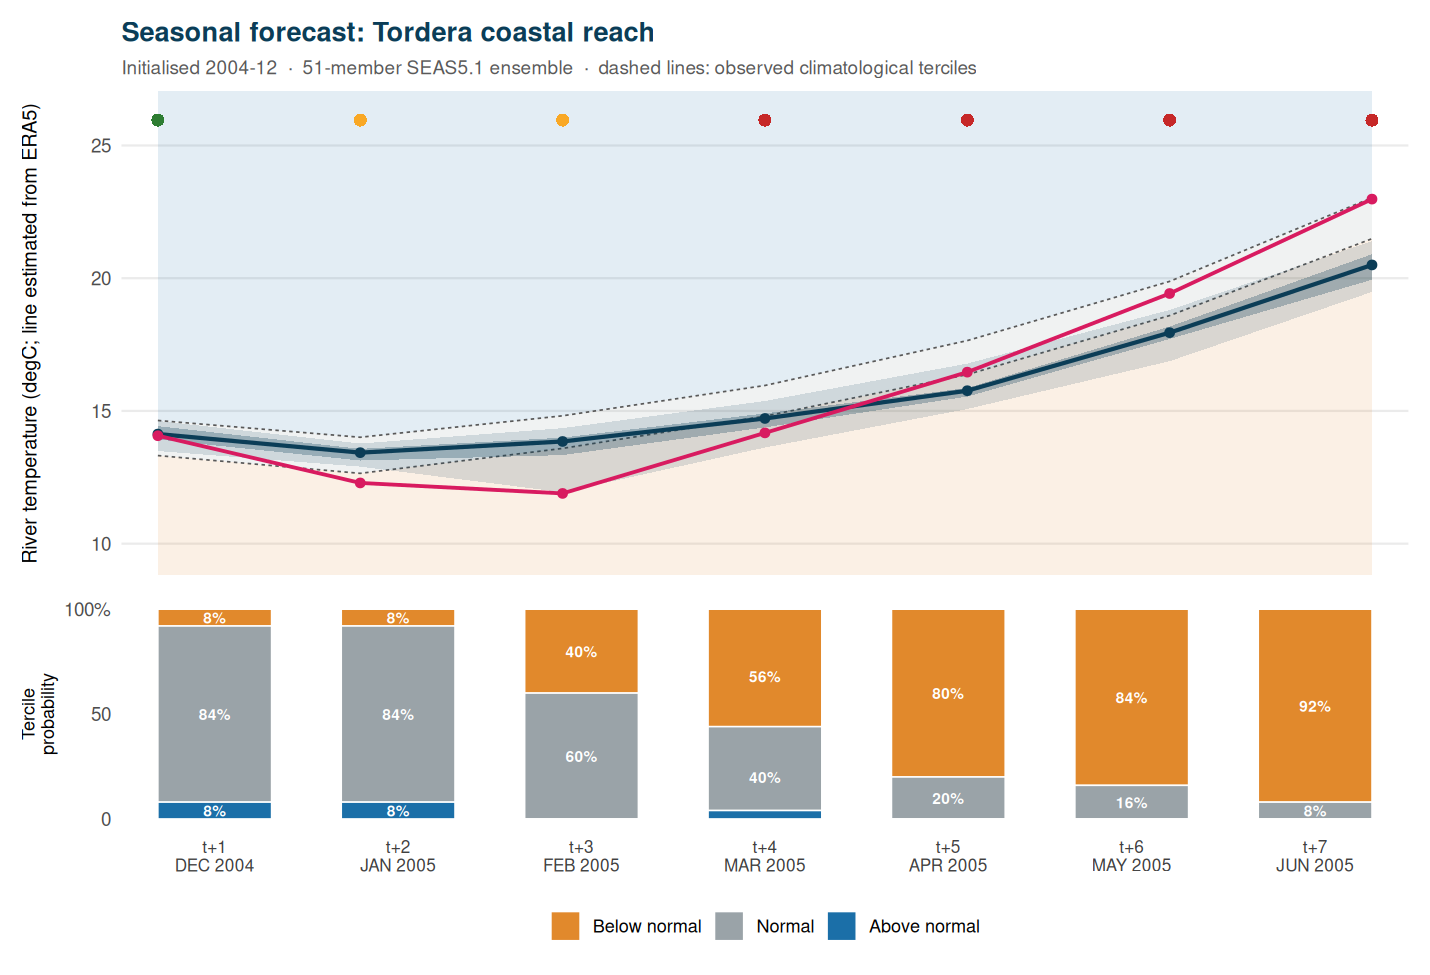 Seasonal forecast: Tordera coastal reach
Initialised 2004-12 · 51-member SEAS5.1 ensemble · dashed lines: observed climatological terciles
River temperature (degC; line estimated from ERA5)
25
20
15
10
Tercile
probability
100%
50
0
8%
84%
8%
8%
84%
8%
40%
60%
56%
40%
80%
20%
84%
16%
92%
8%
t+1
DEC 2004
t+2
JAN 2005
t+3
FEB 2005
t+4
MAR 2005
t+5
APR 2005
t+6
MAY 2005
t+7
JUN 2005
Below normal
Normal
Above normal